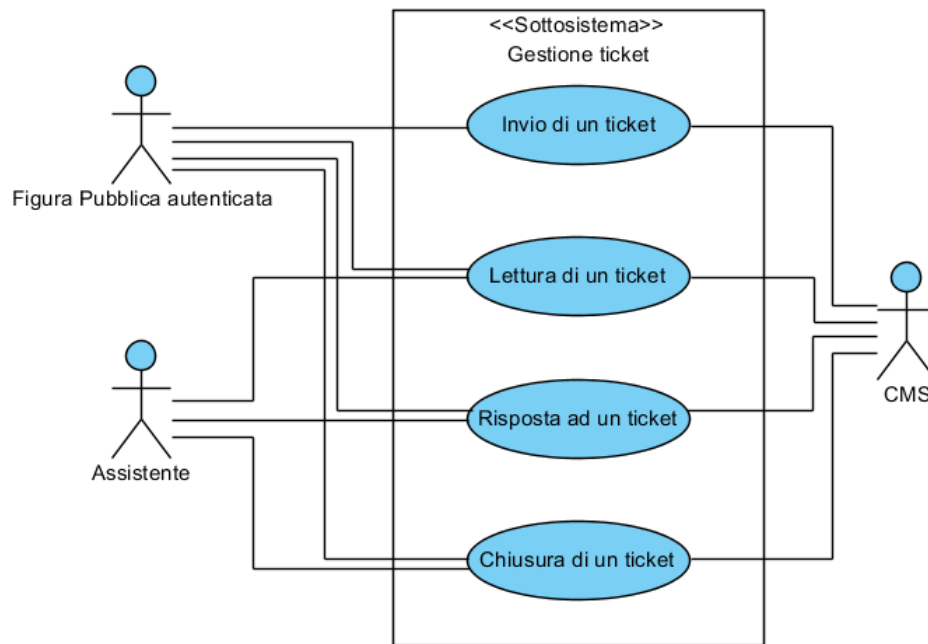 <<Sottosistema>>
Gestione ticket
Invio di un ticket
Figura Pubblica autenticata
Lettura di un ticket
CMS
Risposta ad un ticket
Assistente
Chiusura di un ticket